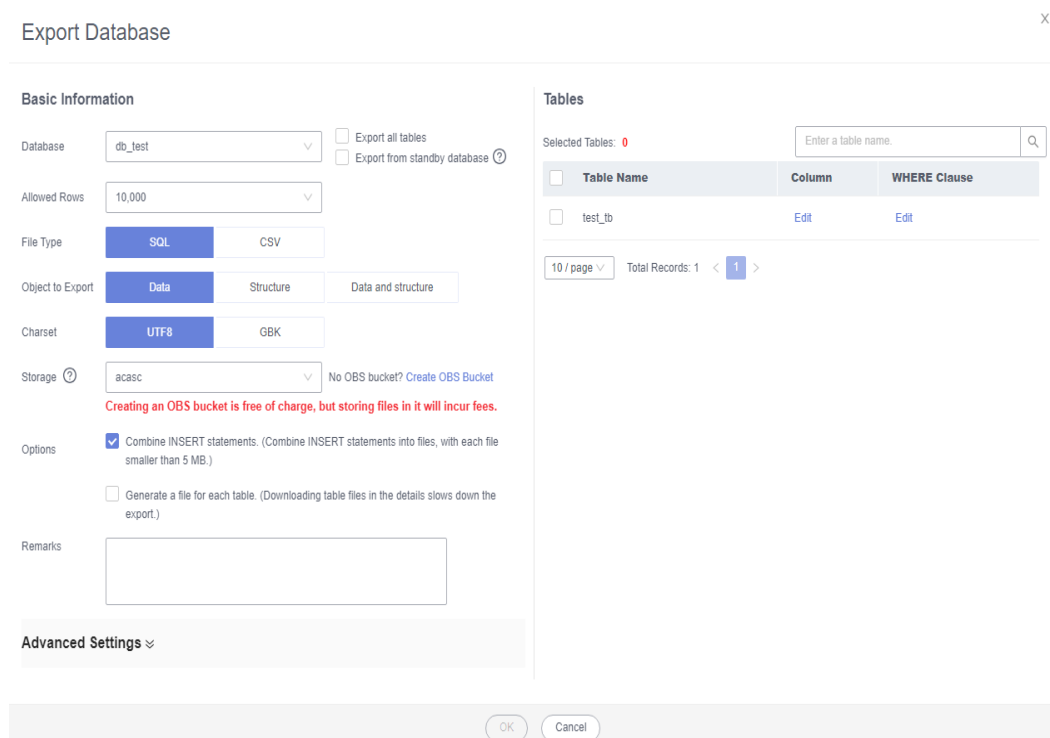 Export Database
X
Basic Information
Database
db_test
Export all tables
Export from standby database ?
Allowed Rows
10,000
File Type
SQL
CSV
Object to Export
Data
Structure
Data and structure
Charset
UTF8
GBK
Storage ?
acasc
No OBS bucket? Create OBS Bucket
Creating an OBS bucket is free of charge, but storing files in it will incur fees.
Options
Combine INSERT statements. (Combine INSERT statements into files, with each file
smaller than 5 MB.)
Generate a file for each table. (Downloading table files in the details slows down the
export.)
Remarks
Advanced Settings
Tables
Selected Tables: 0
Enter a table name.
Table Name
Column
WHERE Clause
test_tb
Edit
Edit
10 / page
Total Records: 1
< 1 >
OK
Cancel